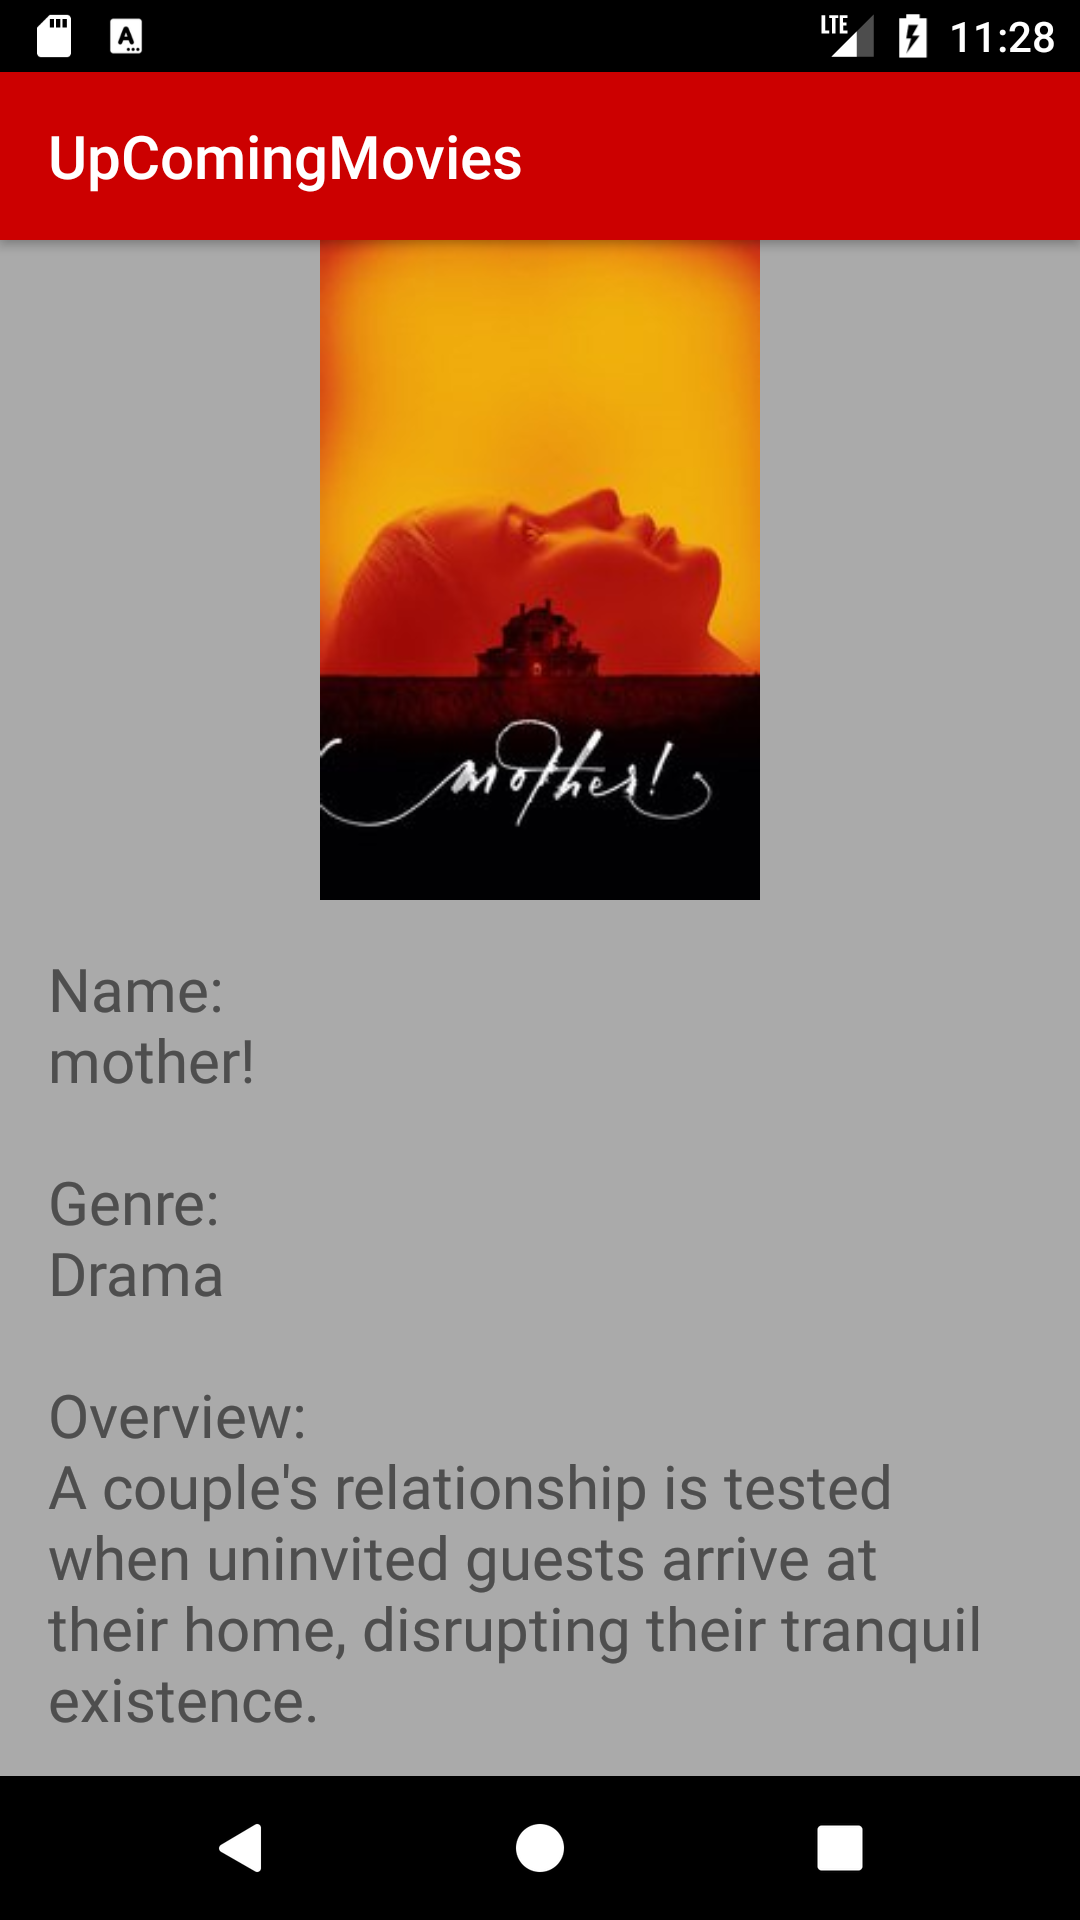 A
LTE
11:28
UpComingMovies
mother!
Name:
mother!
Genre:
Drama
Overview:
A couple's relationship is tested
when uninvited guests arrive at
their home, disrupting their tranquil
existence.